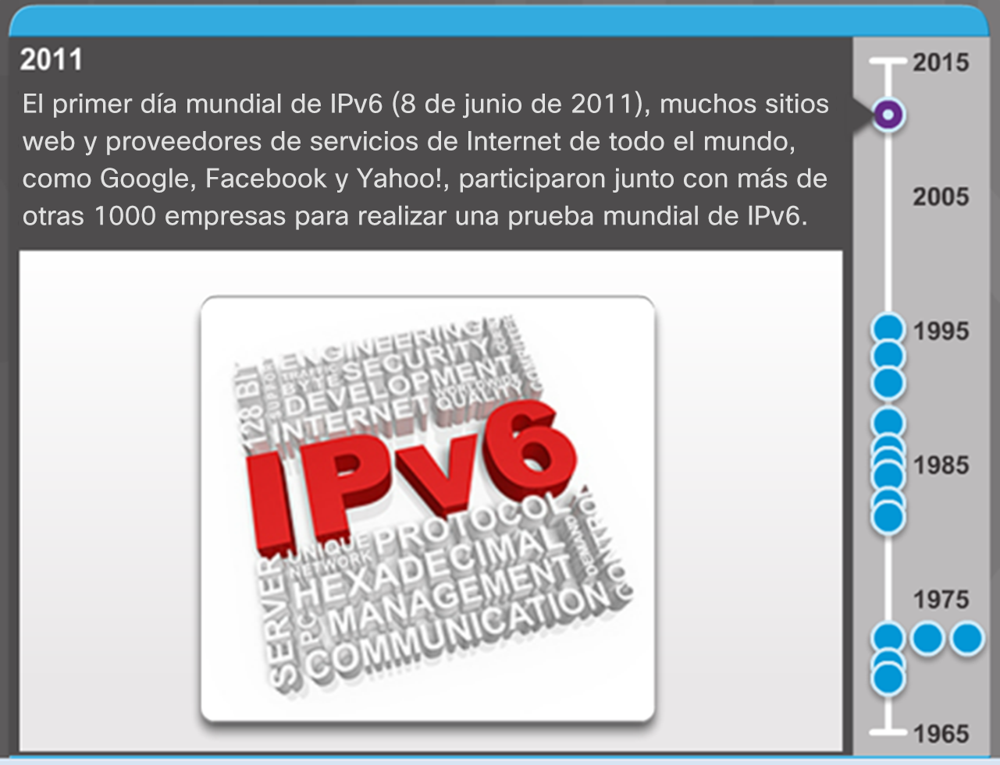 2011
El primer día mundial de IPv6 (8 de junio de 2011), muchos sitios
web y proveedores de servicios de Internet de todo el mundo,
como Google, Facebook y Yahoo!, participaron junto con más de
otras 1000 empresas para realizar una prueba mundial de IPv6.
2015
2005
1995
1985
1975
1965
ENGINEERING
SECURITY
BYTE
DEVELOPMENT
WORLDWIDE
INTERNET
QUALITY
128 BIT
SUPPORT
IPv6
UNIQUE
PROTOCOL
NETWORK
HEXADECIMAL
MANAGEMENT
COMMUNICATION
SERVER
PC
DEMAND
CONTROL